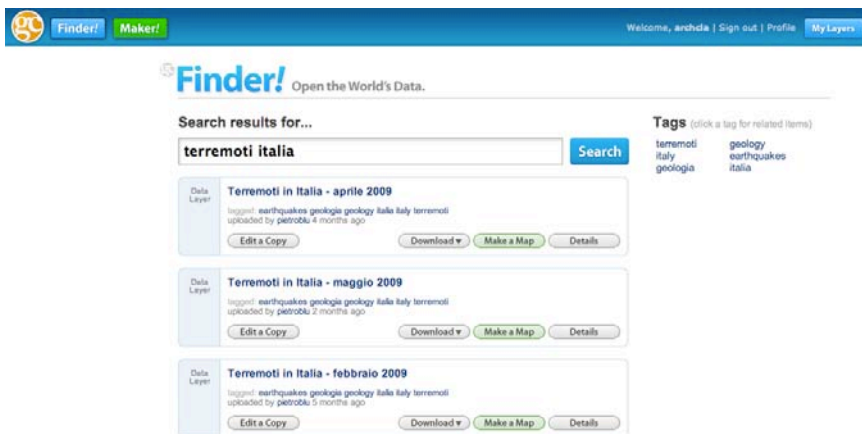 gc Finder! Maker! Welcome, archcla | Sign out | Profile My Layers
Finder! Open the World's Data.
Search results for...
terremoti italia Search
Tags (click a tag for related items)
terremoti geology
italy earthquakes
geologia italia
Data Layer
Terremoti in Italia - aprile 2009
tagged: earthquakes geologia geology italia italy terremoti
uploaded by pietroblu 4 months ago
Edit a Copy Download Make a Map Details
Data Layer
Terremoti in Italia - maggio 2009
tagged: earthquakes geologia geology italia italy terremoti
uploaded by pietroblu 2 months ago
Edit a Copy Download Make a Map Details
Data Layer
Terremoti in Italia - febbraio 2009
tagged: earthquakes geologia geology italia italy terremoti
uploaded by pietroblu 5 months ago
Edit a Copy Download Make a Map Details